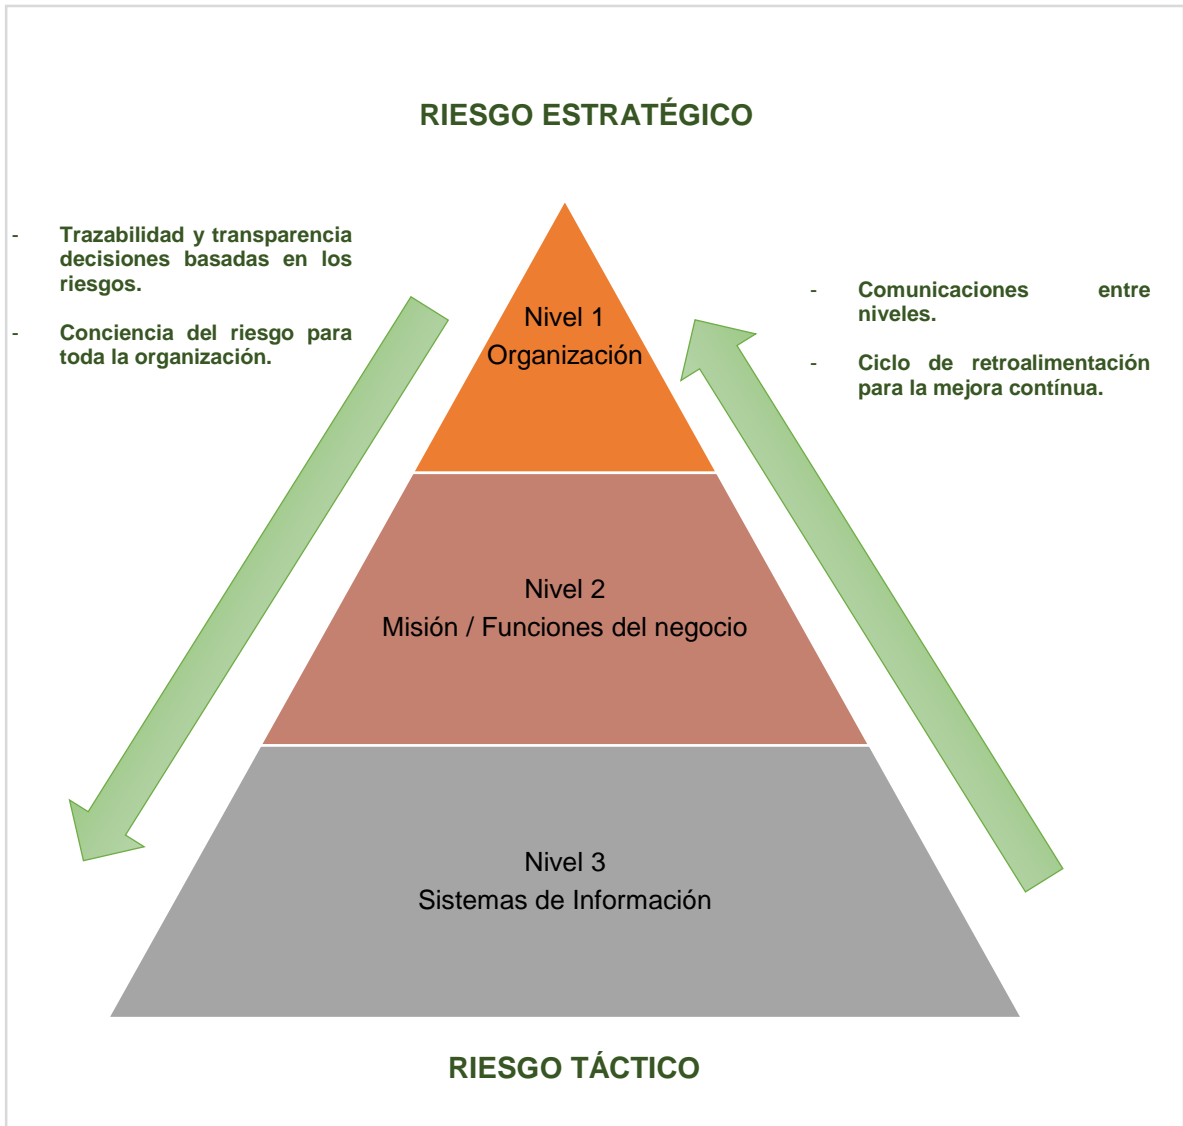 RIESGO ESTRATÉGICO
- Trazabilidad y transparencia
decisiones basadas en los
riesgos.
- Conciencia del riesgo para
toda la organización.
- Comunicaciones entre
niveles.
- Ciclo de retroalimentación
para la mejora contínua.
Nivel 1
Organización
Nivel 2
Misión / Funciones del negocio
Nivel 3
Sistemas de Información
RIESGO TÁCTICO